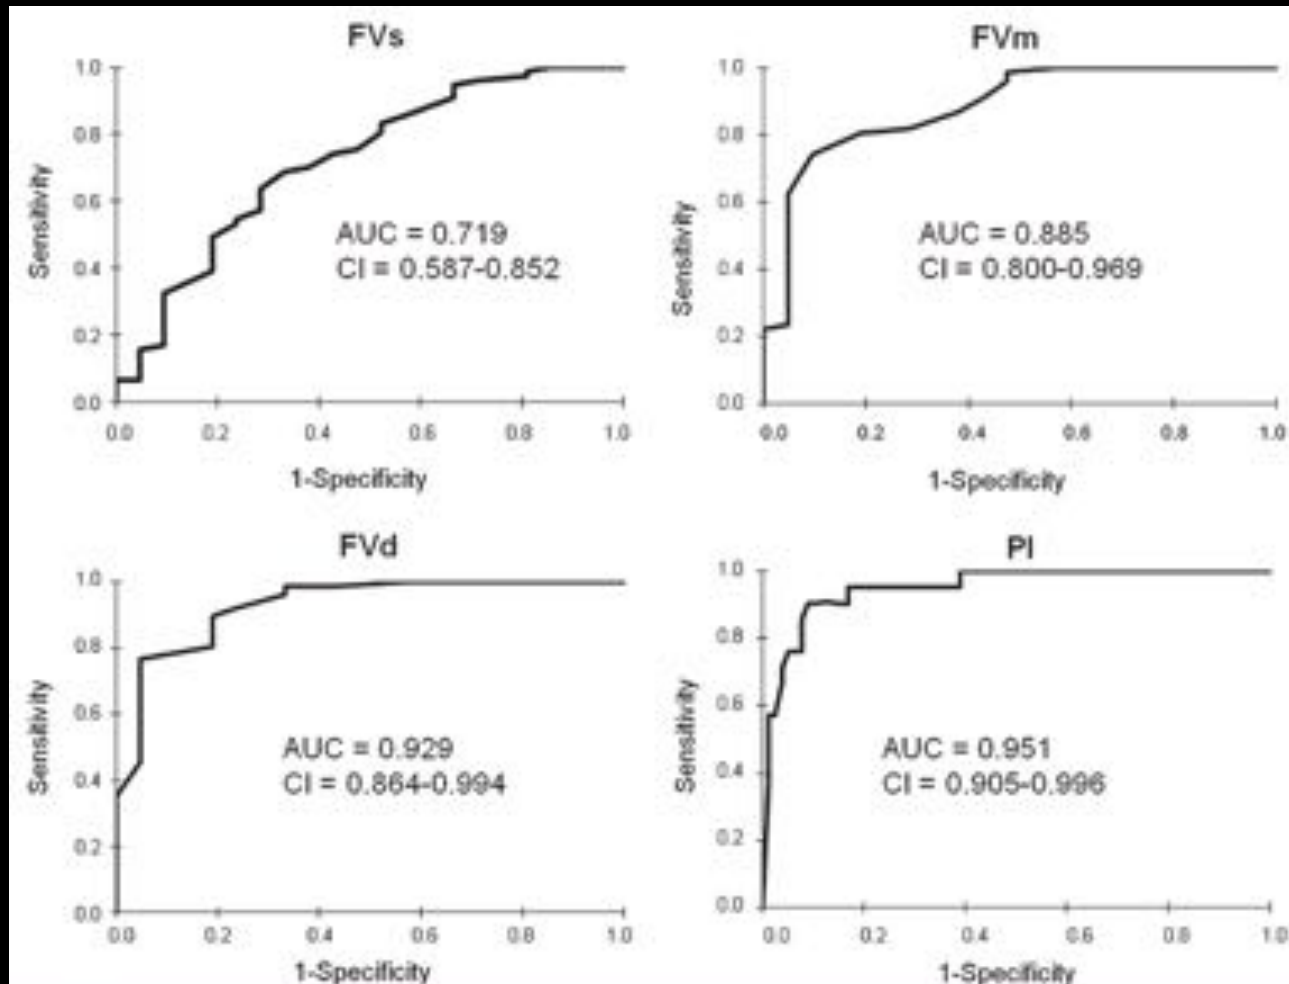 FVs
1.0
0.8
0.6
0.4
0.2
0.0
Sensitivity
AUC = 0.719
CI = 0.587-0.852
0.0 0.2 0.4 0.6 0.8 1.0
1-Specificity
FVm
1.0
0.8
0.6
0.4
0.2
0.0
Sensitivity
AUC = 0.885
CI = 0.800-0.969
0.0 0.2 0.4 0.6 0.8 1.0
1-Specificity
FVd
1.0
0.8
0.6
0.4
0.2
0.0
Sensitivity
AUC = 0.929
CI = 0.864-0.994
0.0 0.2 0.4 0.6 0.8 1.0
1-Specificity
PI
1.0
0.8
0.6
0.4
0.2
0.0
Sensitivity
AUC = 0.951
CI = 0.905-0.996
0.0 0.2 0.4 0.6 0.8 1.0
1-Specificity